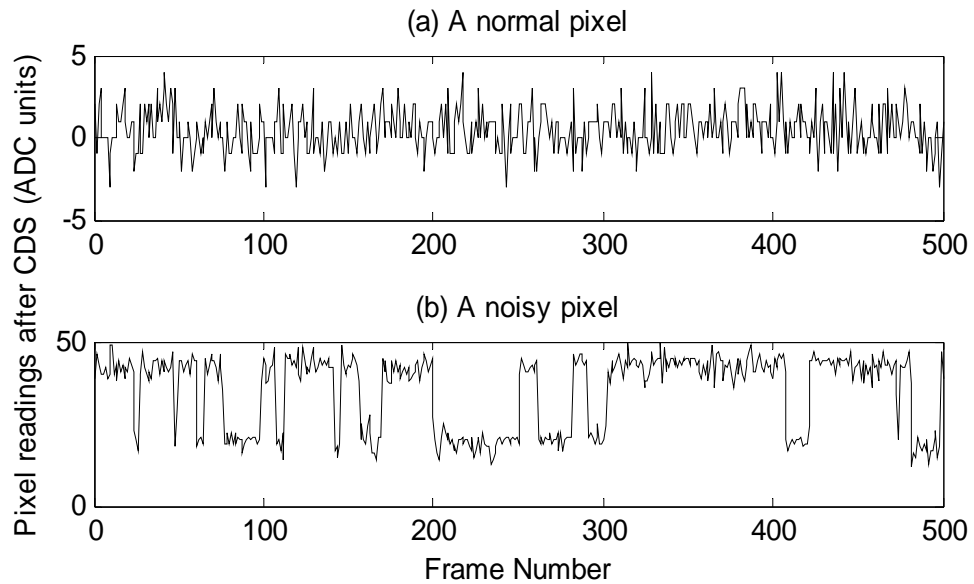 (a) A normal pixel
5
0
-5
0 100 200 300 400 500
Pixel readings after CDS (ADC units)
(b) A noisy pixel
50
0
0 100 200 300 400 500
Frame Number